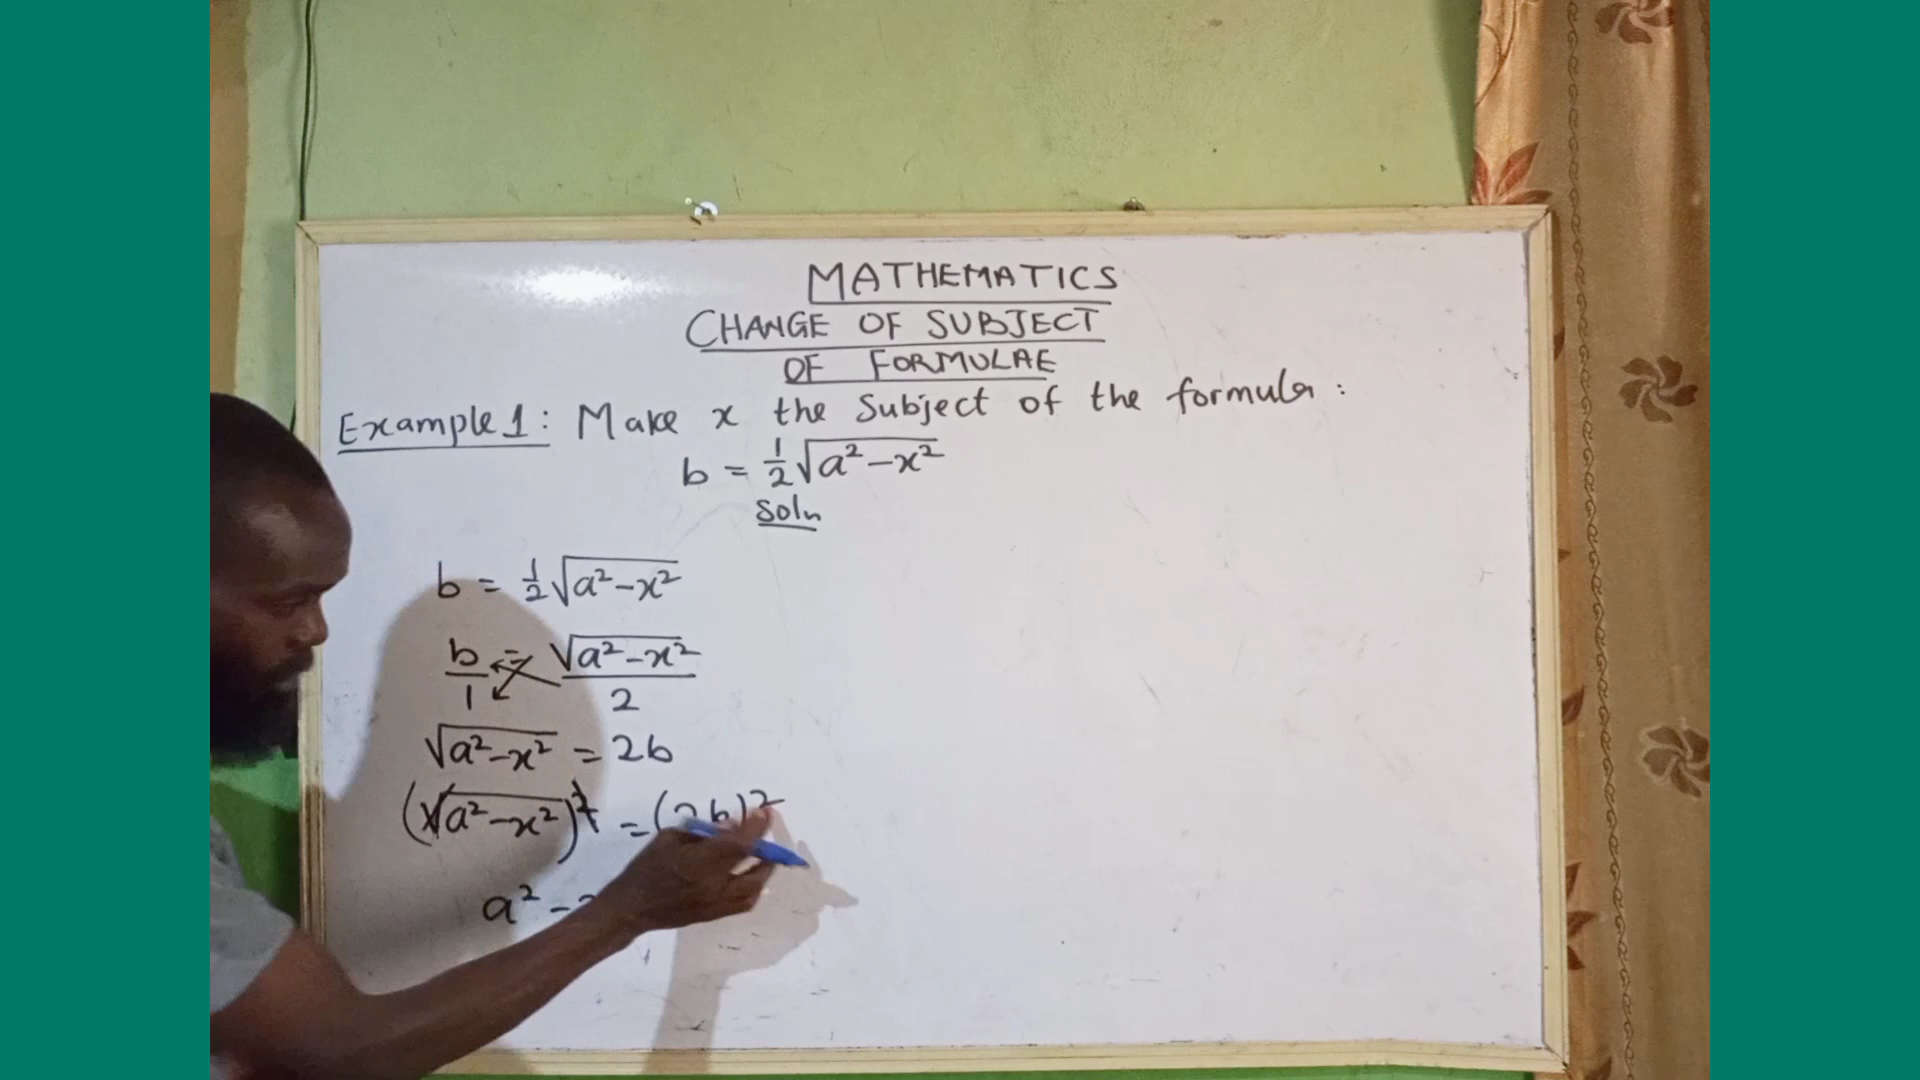 MATHEMATICS
CHANGE OF SUBJECT
OF FORMULAE
Example 1: Make x the subject of the formula:
b = 1/2 √(a² – x²)
Soln
b = 1/2 √(a² – x²)
b/1 = √(a² – x²)/2
√(a² – x²) = 2b
(√(a² – x²))² = (2b)²
a² –